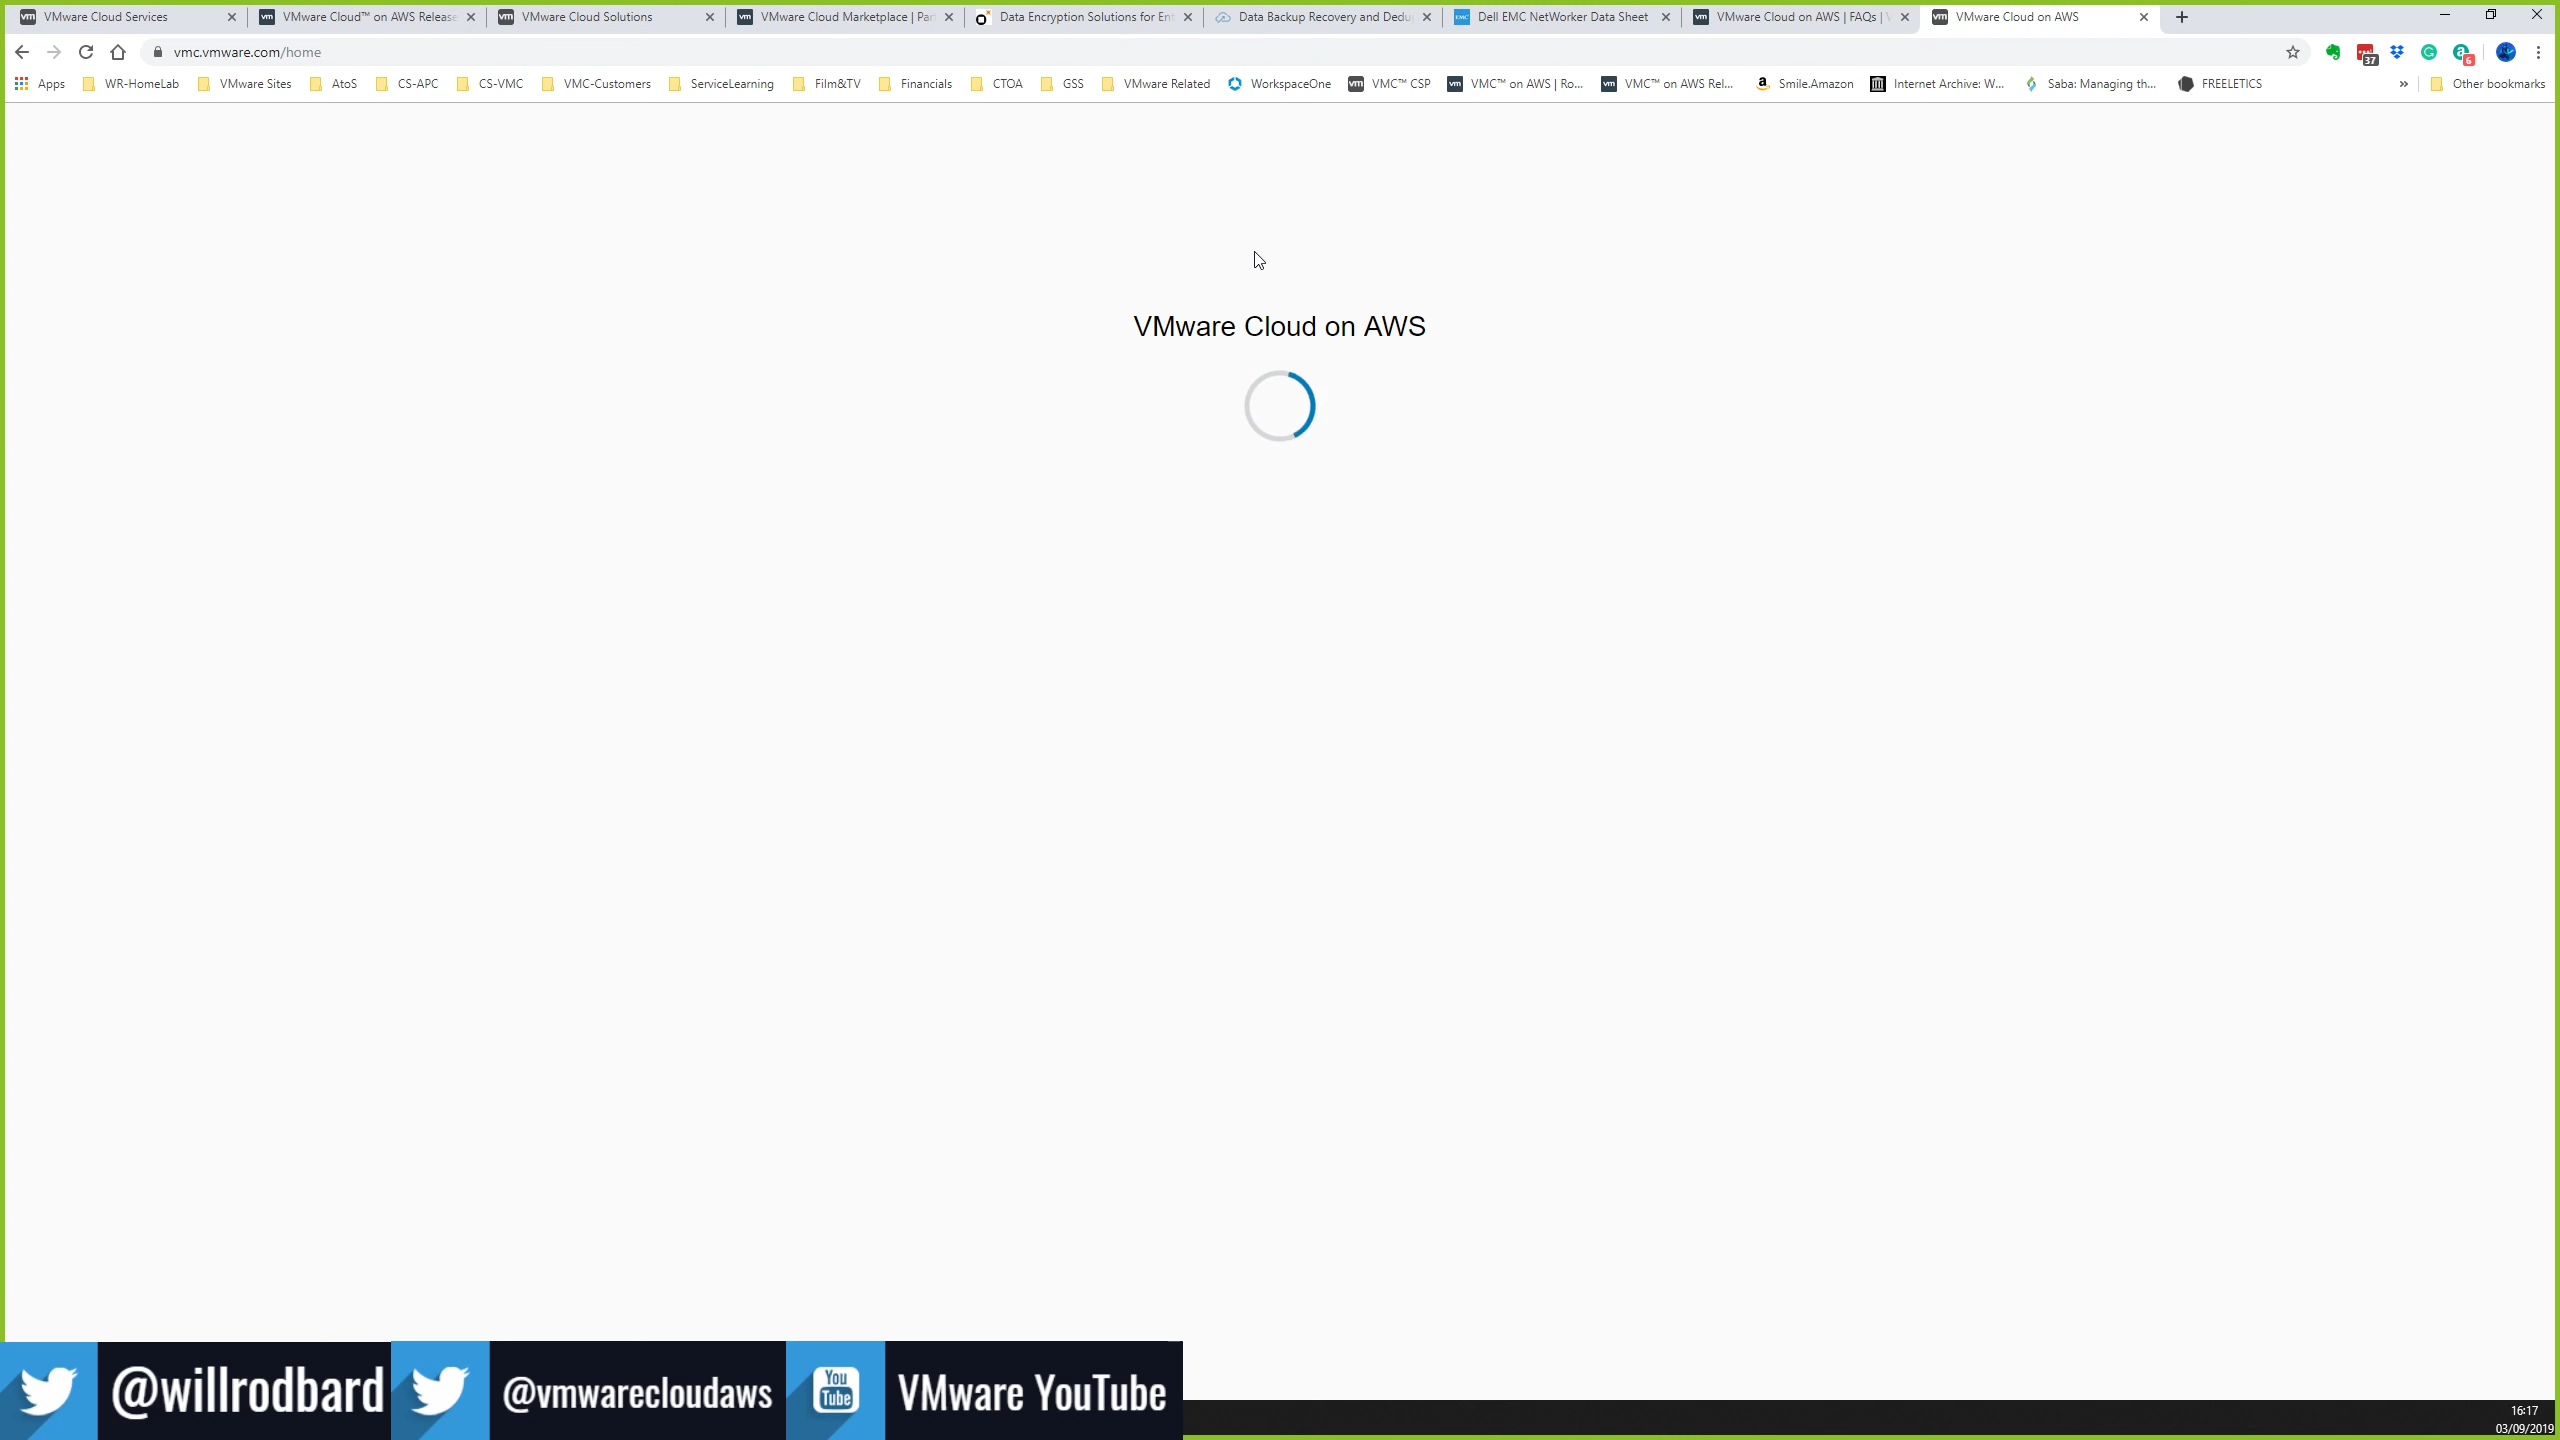 VMware Cloud Services
VMware Cloud™ on AWS Release
VMware Cloud Solutions
VMware Cloud Marketplace | Par
Data Encryption Solutions for Ent
Data Backup Recovery and Dedu
Dell EMC NetWorker Data Sheet
VMware Cloud on AWS | FAQs |
VMware Cloud on AWS
vmc.vmware.com/home
37
6
Apps
WR-HomeLab
VMware Sites
AtoS
CS-APC
CS-VMC
VMC-Customers
ServiceLearning
Film&TV
Financials
CTOA
GSS
VMware Related
WorkspaceOne
VMC™ CSP
VMC™ on AWS | Ro...
VMC™ on AWS Rel...
Smile.Amazon
Internet Archive: W...
Saba: Managing th...
FREELETICS
»
Other bookmarks
VMware Cloud on AWS
@willrodbard
@vmwarecloudaws
You
Tube
VMware YouTube
16:17
03/09/2019